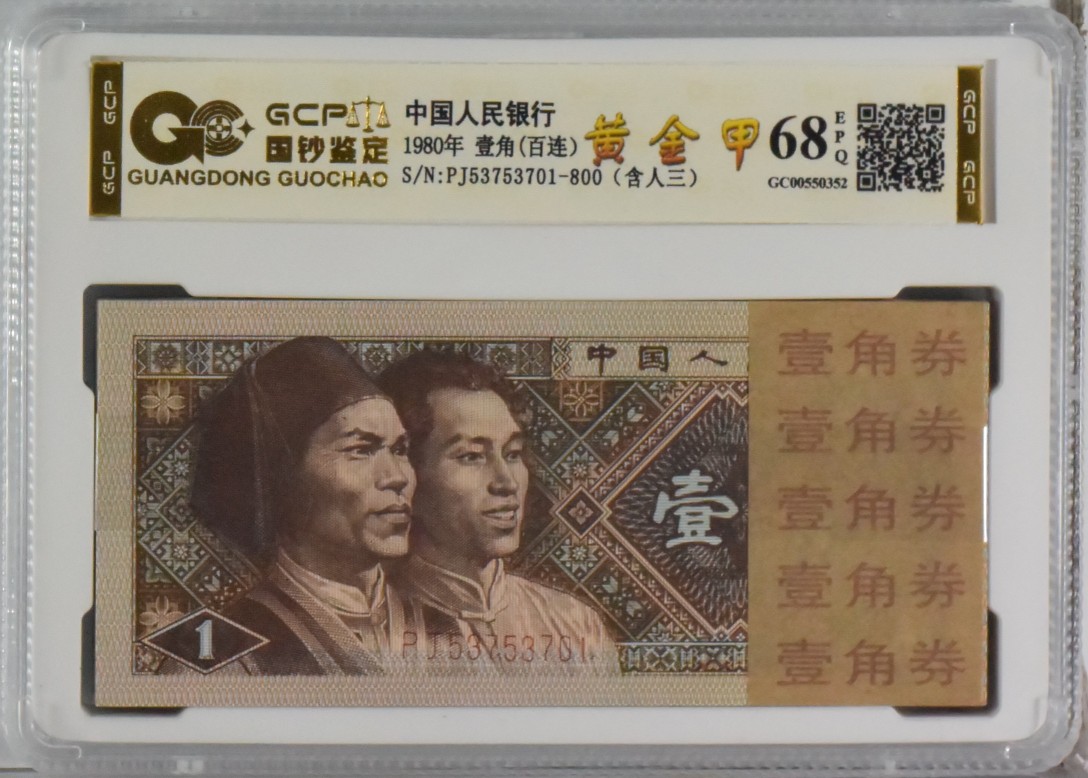 GCP GCP
GCP
国钞鉴定
GUANGDONG GUOCHAO
中国人民银行
1980年 壹角(百连)
S/N:PJ53753701-800（含人三）
黄金甲
68
EPQ
GC00550352
GCP GCP
中国人
壹角券
壹角券
壹
壹角券
壹角券
壹角券
1
PJ53753701